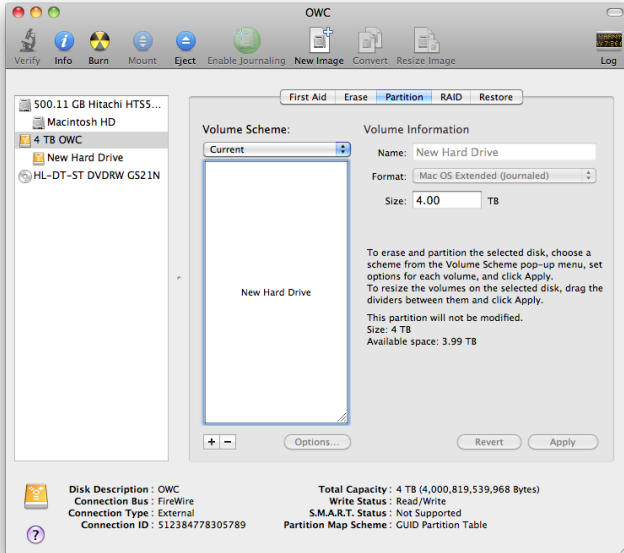 OWC
Verify Info Burn Mount Eject Enable Journaling New Image Convert Resize Image Log
500.11 GB Hitachi HTS5...
Macintosh HD
4 TB OWC
New Hard Drive
HL-DT-ST DVDRW GS21N
First Aid Erase Partition RAID Restore
Volume Scheme:
Current
New Hard Drive
Options...
Volume Information
Name: New Hard Drive
Format: Mac OS Extended (Journaled)
Size: 4.00 TB
To erase and partition the selected disk, choose a
scheme from the Volume Scheme pop-up menu, set
options for each volume, and click Apply.
To resize the volumes on the selected disk, drag the
dividers between them and click Apply.
This partition will not be modified.
Size: 4 TB
Available space: 3.99 TB
Revert Apply
Disk Description : OWC
Connection Bus : FireWire
Connection Type : External
Connection ID : 512384778305789
Total Capacity : 4 TB (4,000,819,539,968 Bytes)
Write Status : Read/Write
S.M.A.R.T. Status : Not Supported
Partition Map Scheme : GUID Partition Table